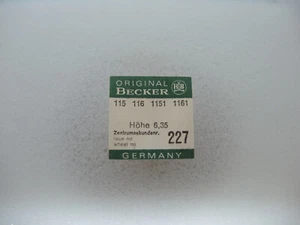 ORIGINAL
BECKER
115 116 1151 1161
Höhe 6,35
Zentrumsekundenr.
227
GERMANY